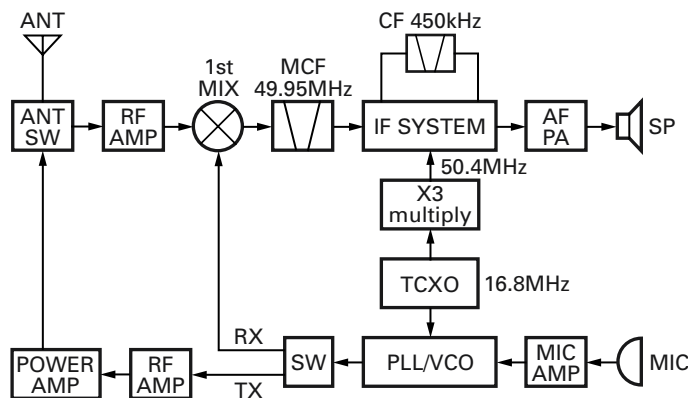 ANT
CF 450kHz
1st
MIX
MCF
49.95MHz
ANT
SW
RF
AMP
IF SYSTEM
AF
PA
SP
50.4MHz
X3
multiply
TCXO
16.8MHz
RX
TX
POWER
AMP
RF
AMP
SW
PLL/VCO
MIC
AMP
MIC